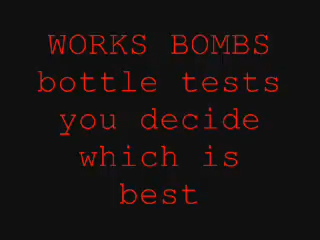 WORKS BOMBS
bottle tests
you decide
which is
best